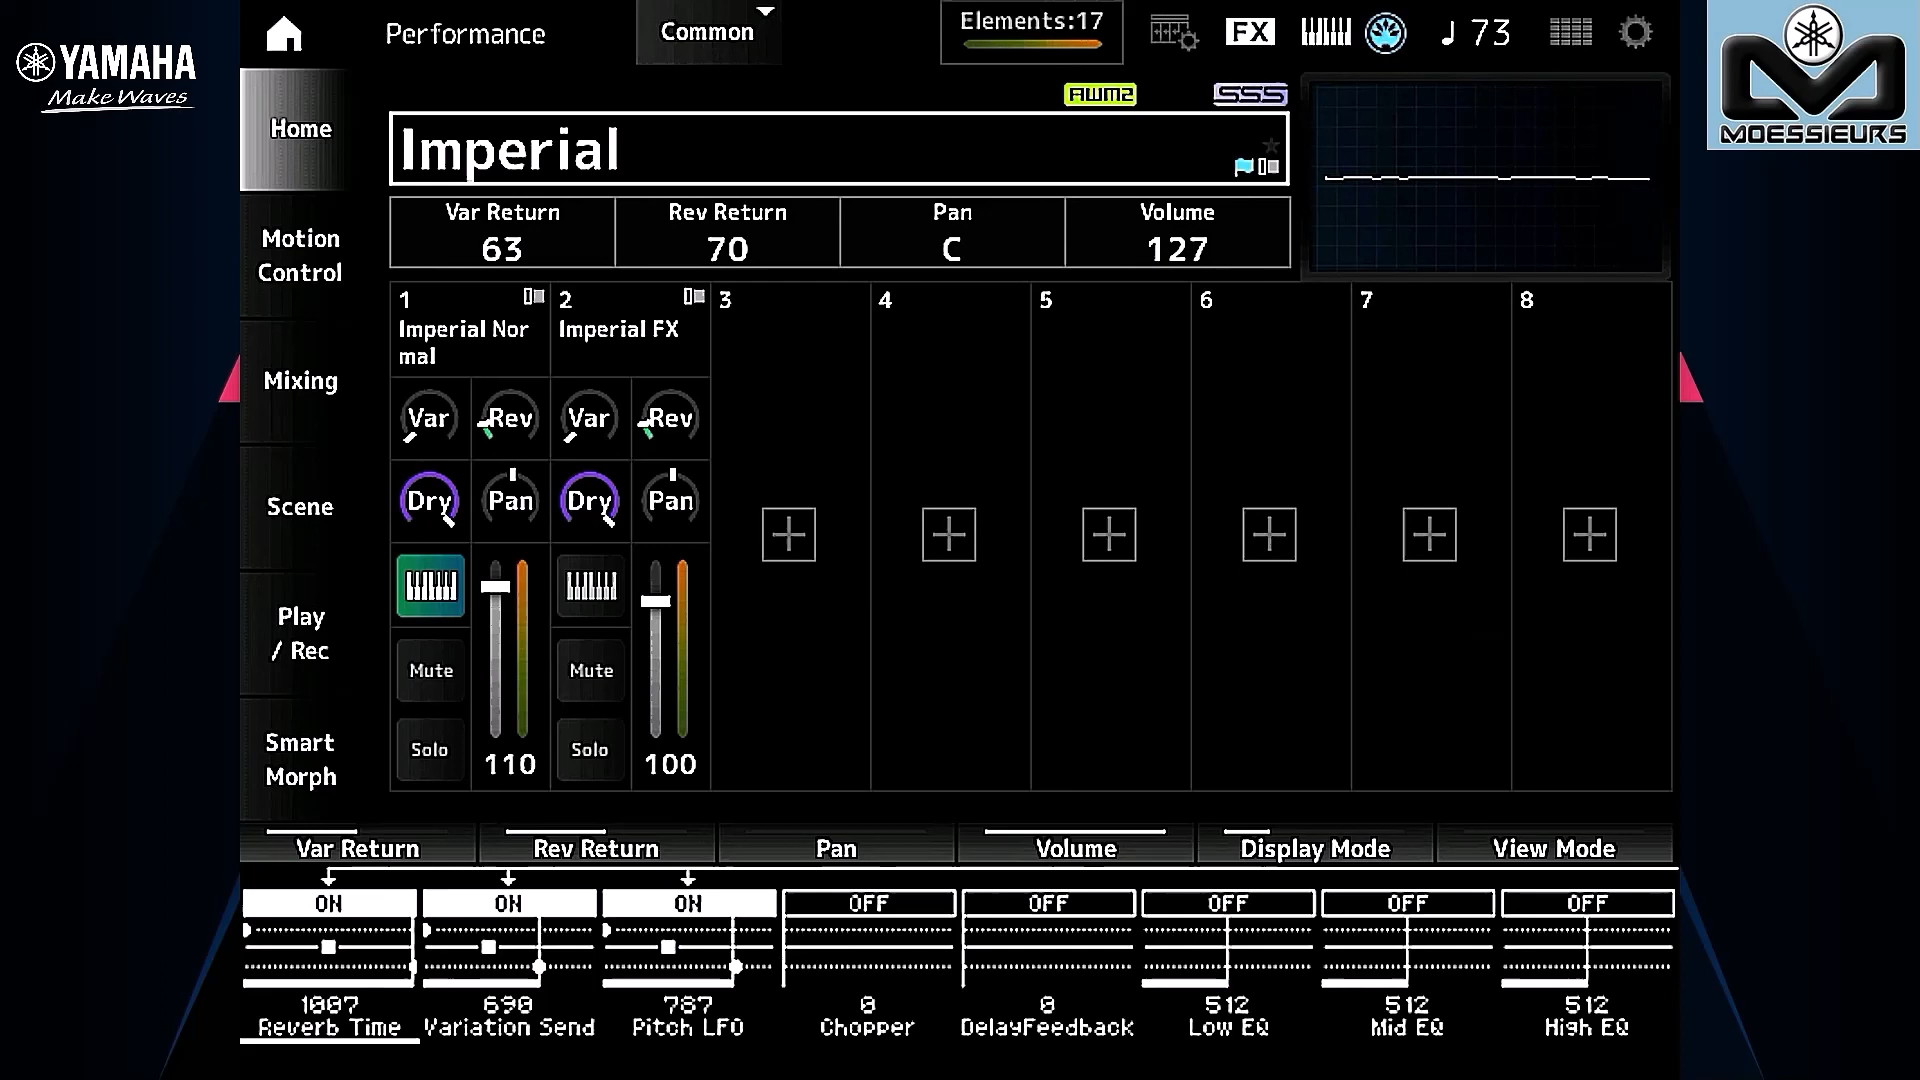 YAMAHA
Make Waves
Performance
Common
Elements:17
FX
♩ 73
MOESSIEURS
Home
Motion
Control
Mixing
Scene
Play
/ Rec
Smart
Morph
AWM2
SSS
Imperial
Var Return
63
Rev Return
70
Pan
C
Volume
127
1
Imperial Nor
mal
2
Imperial FX
3
4
5
6
7
8
Var
Rev
Var
Rev
Dry
Pan
Dry
Pan
Mute
Mute
Solo
110
Solo
100
Var Return
Rev Return
Pan
Volume
Display Mode
View Mode
ON
ON
ON
OFF
OFF
OFF
OFF
OFF
1007
690
787
0
0
512
512
512
Reverb Time
Variation Send
Pitch LFO
Chopper
DelayFeedback
Low EQ
Mid EQ
High EQ